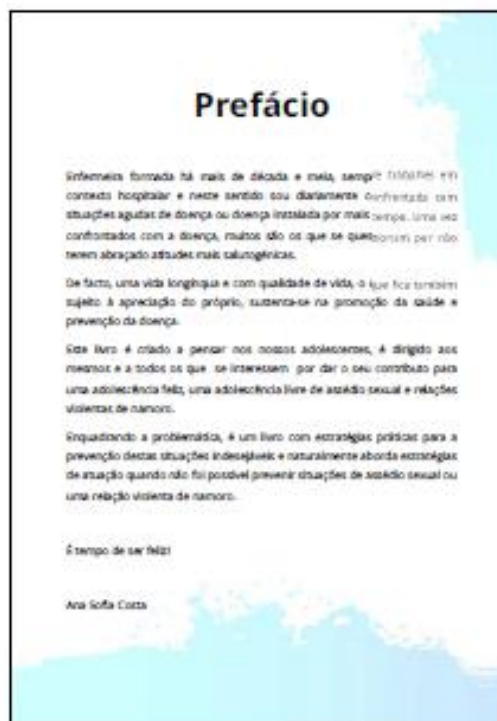 Prefácio
Enfermeira formada há mais de década e meia, sempre trabalhei em
contexto hospitalar e neste sentido sou diariamente confrontada com
situações agudas de doença ou doença instalada por mais tempo. Uma vez
confrontados com a doença, muitos são os que se questionam por não
terem abraçado atitudes mais salutogénicas.
De facto, uma vida longínqua e com qualidade de vida, o que fica também
sujeito à apreciação do próprio, sustenta-se na promoção da saúde e
prevenção da doença.
Este livro é criado a pensar nos nossos adolescentes, é dirigido aos
mesmos e a todos os que se interessem por dar o seu contributo para
uma adolescência feliz, uma adolescência livre de assédio sexual e relações
violentas de namoro.
Enquadrando a problemática, é um livro com estratégias práticas para a
prevenção destas situações indesejáveis e naturalmente aborda estratégias
de atuação quando não foi possível prevenir situações de assédio sexual ou
uma relação violenta de namoro.
É tempo de ser feliz!
Ana Sofia Costa